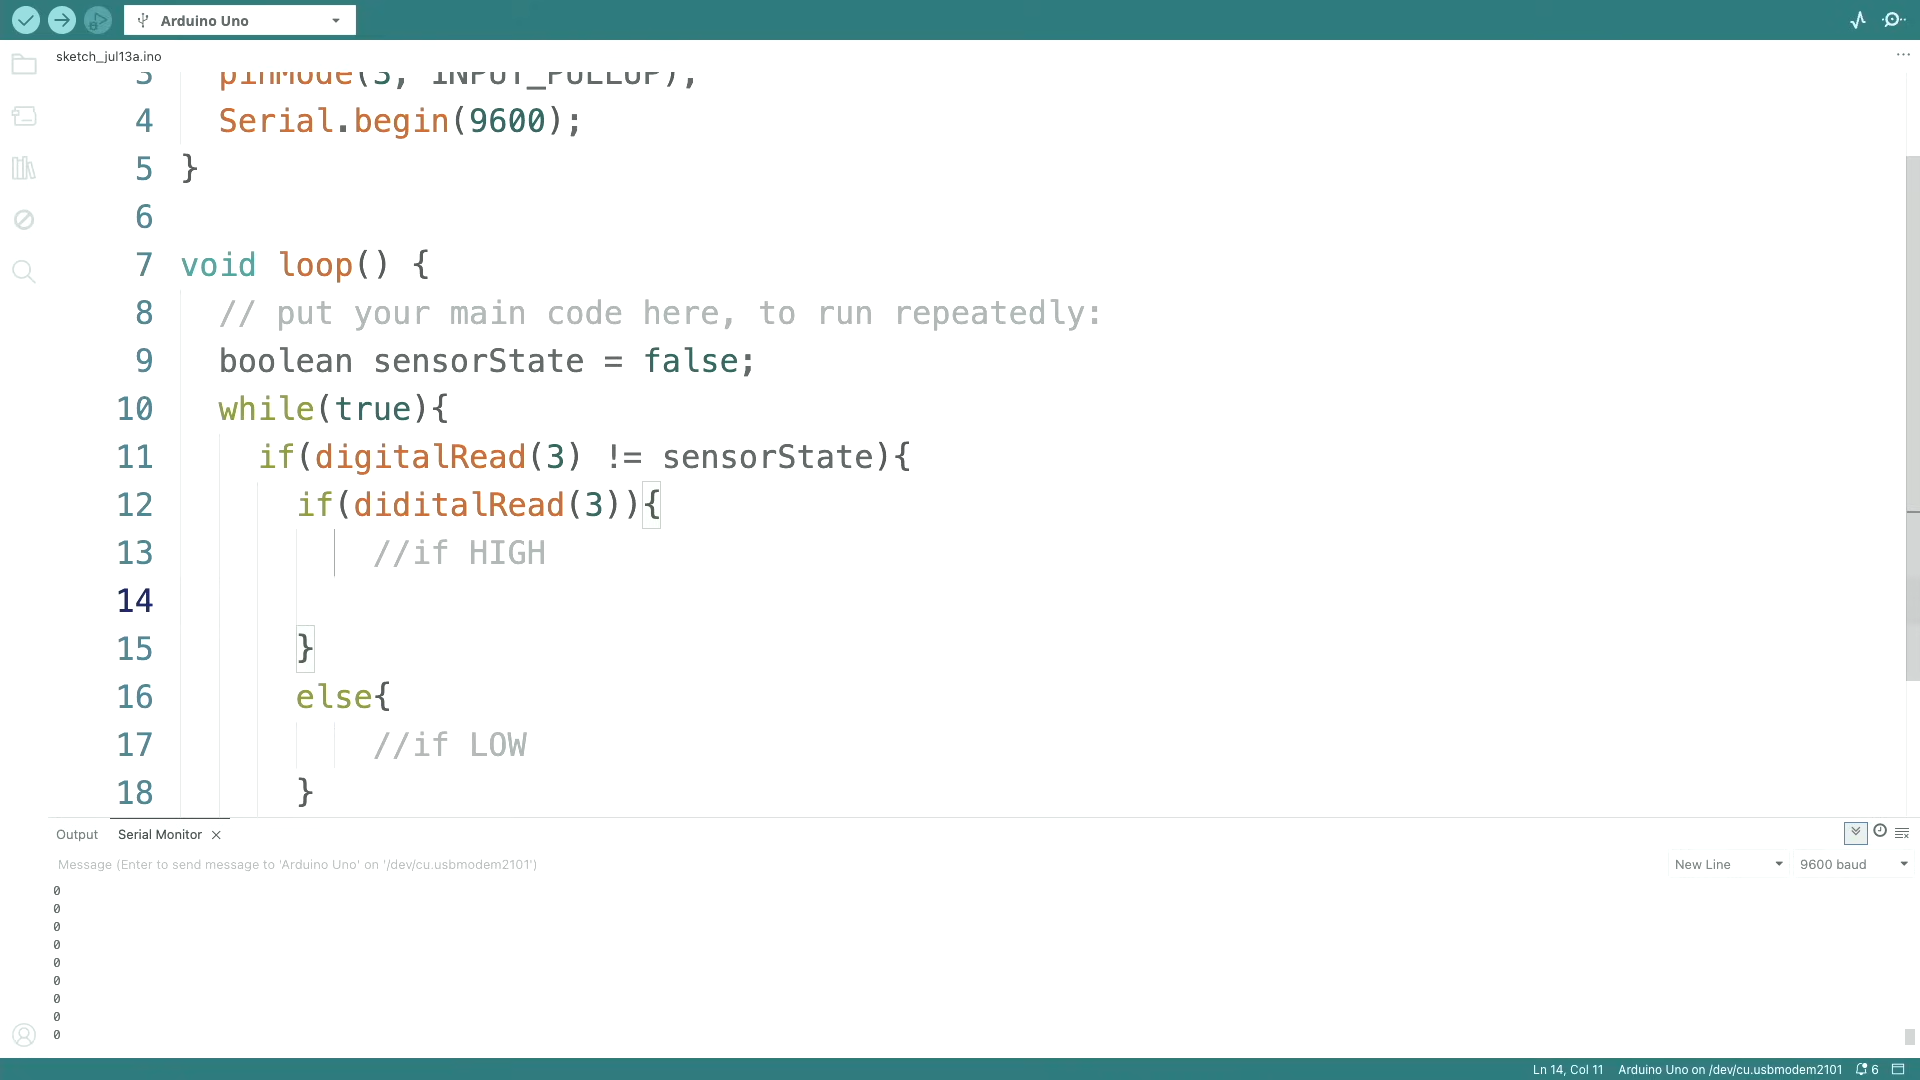 Arduino Uno
sketch_jul13a.ino
3 pinMode(3, INPUT_PULLUP);
4 Serial.begin(9600);
5 }
6
7 void loop() {
8 // put your main code here, to run repeatedly:
9 boolean sensorState = false;
10 while(true){
11 if(digitalRead(3) != sensorState){
12 if(diditalRead(3)){
13 //if HIGH
14
15 }
16 else{
17 //if LOW
18 }
Output Serial Monitor
Message (Enter to send message to 'Arduino Uno' on '/dev/cu.usbmodem2101') New Line 9600 baud
0
0
0
0
0
0
0
0
0
Ln 14, Col 11 Arduino Uno on /dev/cu.usbmodem2101 6